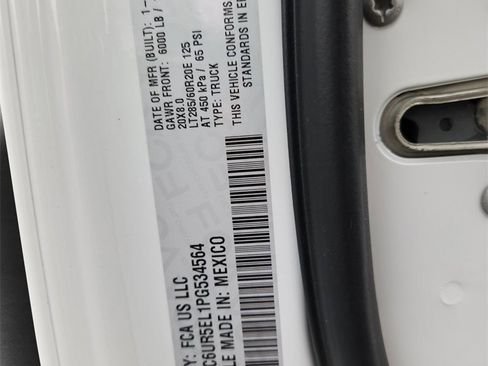 DATE OF MFR (BUILT): 1-
GAWR FRONT: 6000 LB /
20X8.0
LT285/60R20E 125
AT 450 kPa / 65 PSI
TYPE: TRUCK
THIS VEHICLE CONFORMS
STANDARDS IN E
Y: FCA US LLC
C6UR5EL1PG534564
LE MADE IN: MEXICO